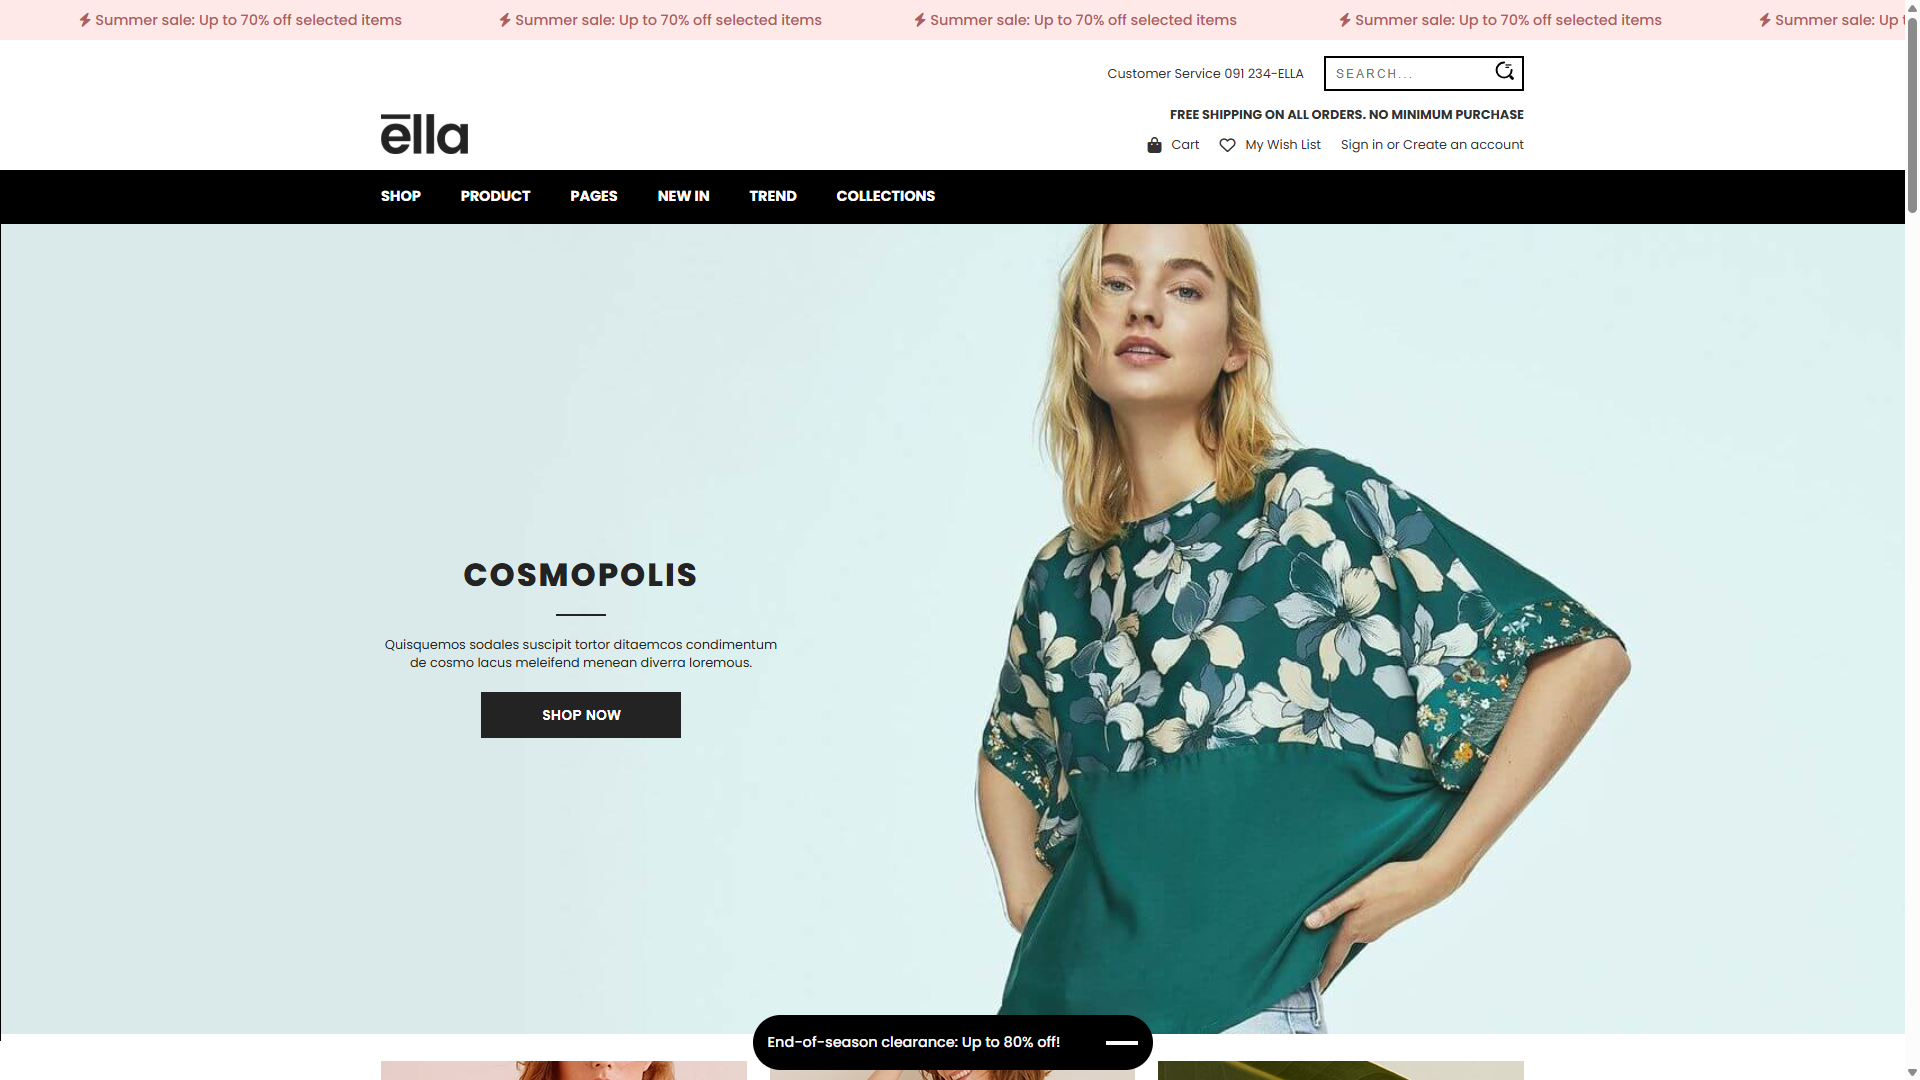 Summer sale: Up to 70% off selected items
Summer sale: Up to 70% off selected items
Summer sale: Up to 70% off selected items
Summer sale: Up to 70% off selected items
Summer sale: Up
Customer Service 091 234-ELLA
SEARCH...
FREE SHIPPING ON ALL ORDERS. NO MINIMUM PURCHASE
ēlla
Cart My Wish List Sign in or Create an account
SHOP PRODUCT PAGES NEW IN TREND COLLECTIONS
COSMOPOLIS
Quisquemos sodales suscipit tortor ditaemcos condimentum
de cosmo lacus meleifend menean diverra loremous.
SHOP NOW
End-of-season clearance: Up to 80% off!